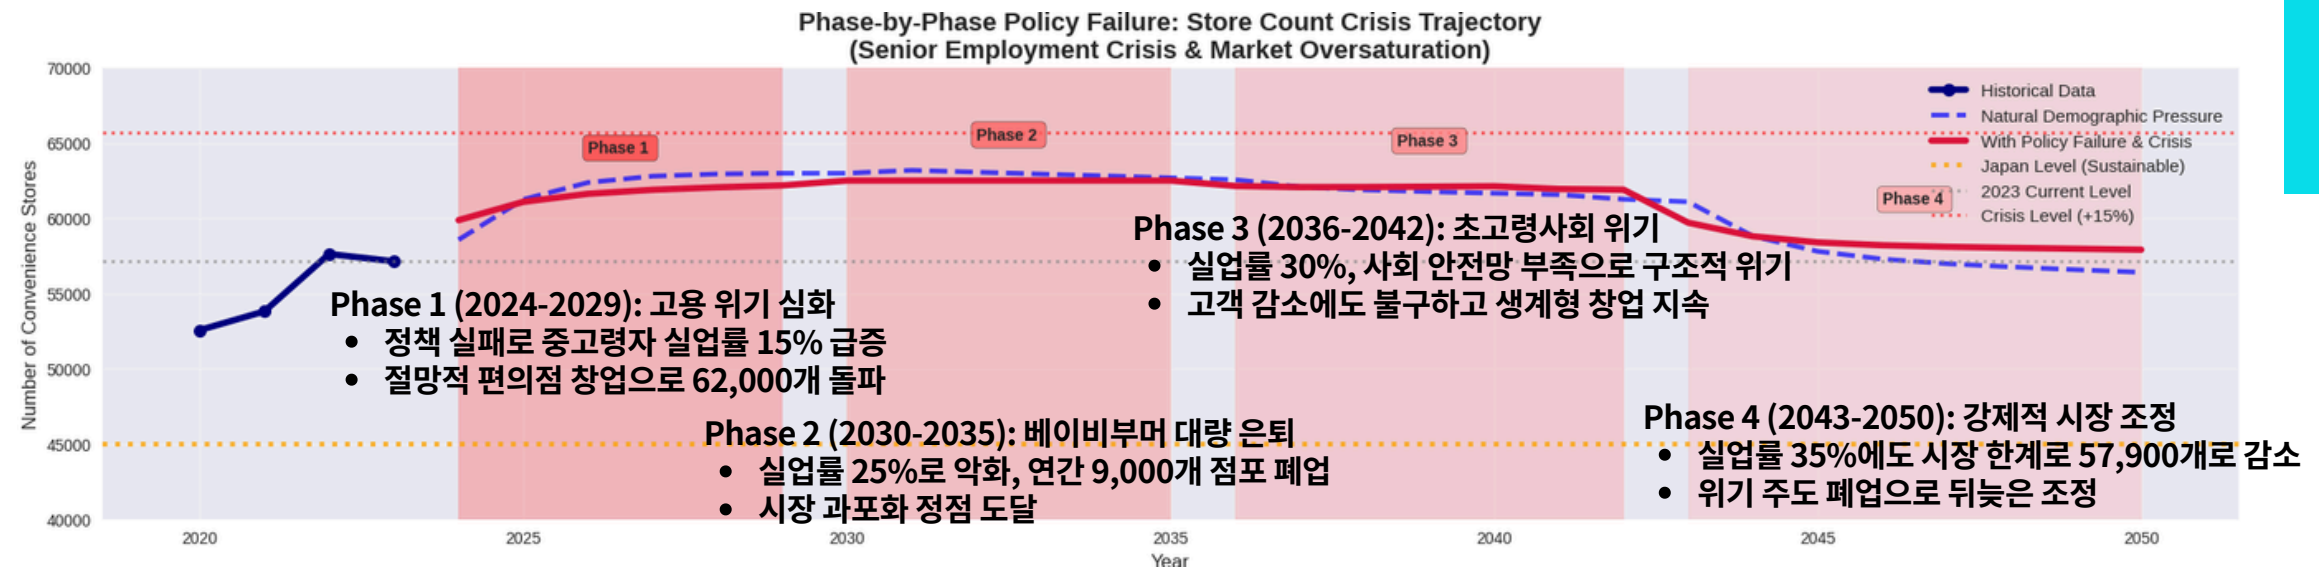 Phase-by-Phase Policy Failure: Store Count Crisis Trajectory
(Senior Employment Crisis & Market Oversaturation)
Number of Convenience Stores
70000
65000
60000
55000
50000
45000
40000
Phase 1
Phase 2
Phase 3
Phase 4
Historical Data
Natural Demographic Pressure
With Policy Failure & Crisis
Japan Level (Sustainable)
2023 Current Level
Crisis Level (+15%)
Phase 1 (2024-2029): 고용 위기 심화
• 정책 실패로 중고령자 실업률 15% 급증
• 절망적 편의점 창업으로 62,000개 돌파
Phase 2 (2030-2035): 베이비부머 대량 은퇴
• 실업률 25%로 악화, 연간 9,000개 점포 폐업
• 시장 과포화 정점 도달
Phase 3 (2036-2042): 초고령사회 위기
• 실업률 30%, 사회 안전망 부족으로 구조적 위기
• 고객 감소에도 불구하고 생계형 창업 지속
Phase 4 (2043-2050): 강제적 시장 조정
• 실업률 35%에도 시장 한계로 57,900개로 감소
• 위기 주도 폐업으로 뒤늦은 조정
2020
2025
2030
2035
2040
2045
2050
Year